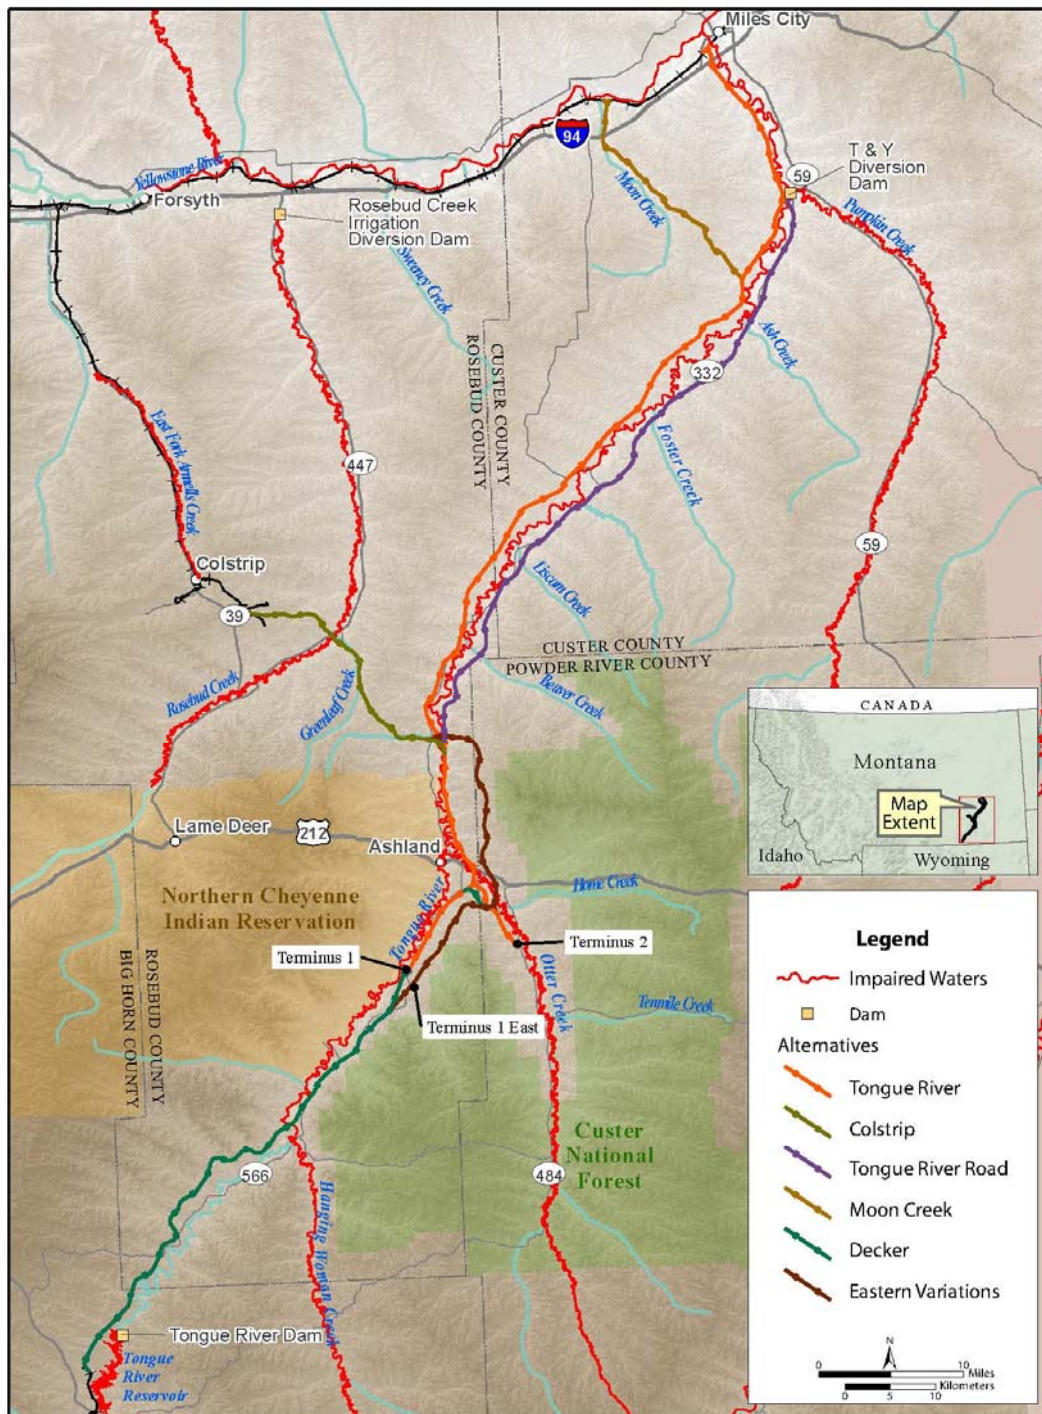 Miles City
94
Yellowstone River
Forsyth
Rosebud Creek
Irrigation
Diversion Dam
Moon Creek
59
T & Y
Diversion
Dam
Pumpkin Creek
Sweeney Creek
Ash Creek
CUSTER COUNTY
ROSEBUD COUNTY
332
East Fork Armells Creek
447
Foster Creek
59
Colstrip
39
Liscom Creek
CUSTER COUNTY
POWDER RIVER COUNTY
Rosebud Creek
Greenleaf Creek
Beaver Creek
CANADA
Montana
Map
Extent
Idaho
Wyoming
Lame Deer
212
Ashland
Home Creek
Northern Cheyenne
Indian Reservation
Tongue River
Terminus 1
Terminus 2
Otter Creek
Tenmile Creek
Terminus 1 East
ROSEBUD COUNTY
BIG HORN COUNTY
Custer
National
Forest
566
484
Hanging Woman Creek
Tongue River Dam
Tongue
River
Reservoir
Legend
Impaired Waters
Dam
Alternatives
Tongue River
Colstrip
Tongue River Road
Moon Creek
Decker
Eastern Variations
N
0 10
Miles
Kilometers
0 5 10